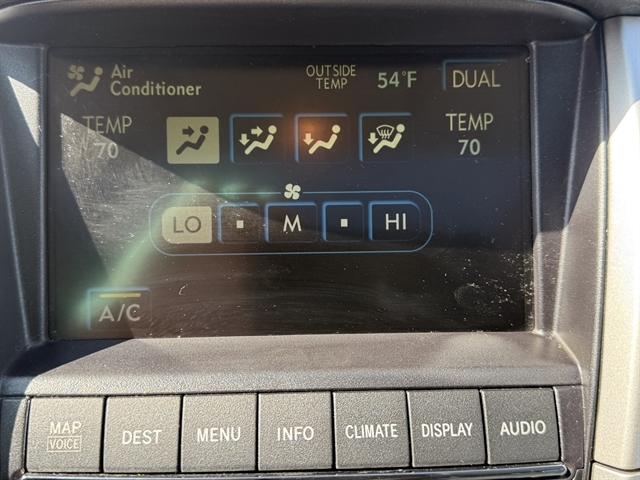 Air
Conditioner
OUTSIDE
TEMP
54°F
DUAL
TEMP
70
TEMP
70
LO
M
HI
A/C
MAP
VOICE
DEST
MENU
INFO
CLIMATE
DISPLAY
AUDIO